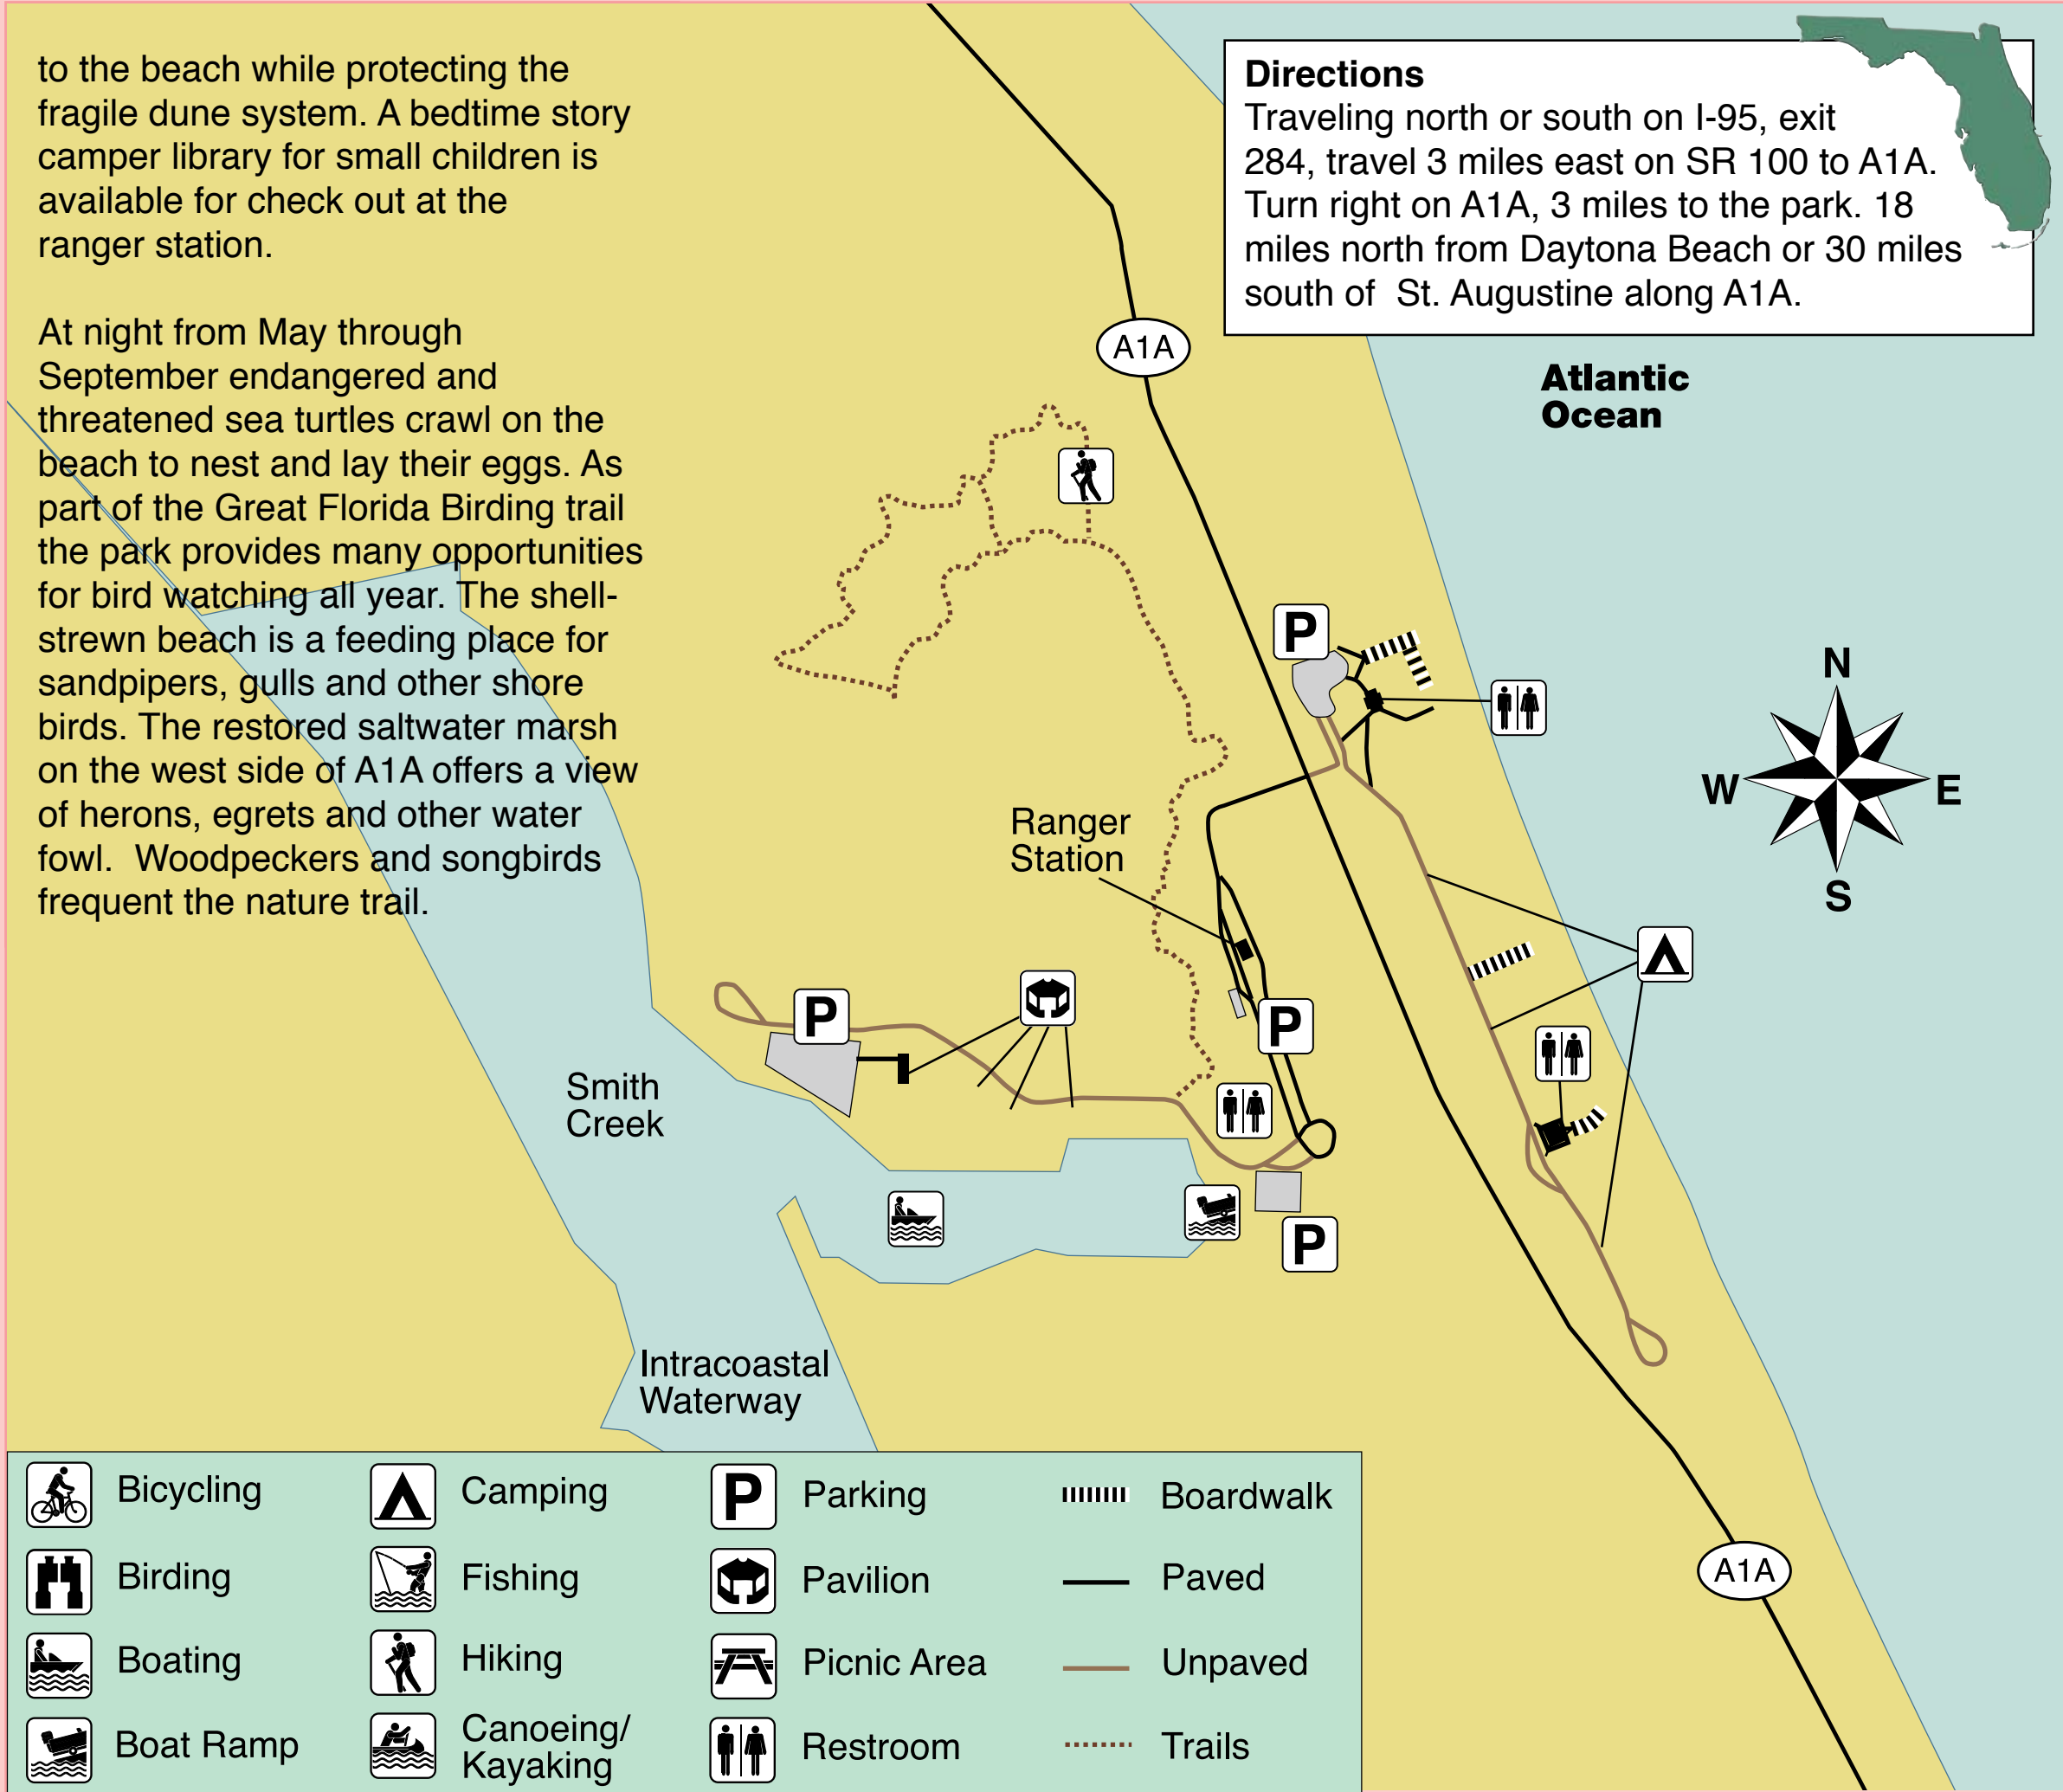 to the beach while protecting the
fragile dune system. A bedtime story
camper library for small children is
available for check out at the
ranger station.
At night from May through
September endangered and
threatened sea turtles crawl on the
beach to nest and lay their eggs. As
part of the Great Florida Birding trail
the park provides many opportunities
for bird watching all year. The shell-
strewn beach is a feeding place for
sandpipers, gulls and other shore
birds. The restored saltwater marsh
on the west side of A1A offers a view
of herons, egrets and other water
fowl.  Woodpeckers and songbirds
frequent the nature trail.
Directions
Traveling north or south on I-95, exit
284, travel 3 miles east on SR 100 to A1A.
Turn right on A1A, 3 miles to the park. 18
miles north from Daytona Beach or 30 miles
south of  St. Augustine along A1A.
A1A
Atlantic
Ocean
P
N
W
E
S
Ranger
Station
P
P
Smith
Creek
P
Intracoastal
Waterway
A1A
Bicycling
Birding
Boating
Boat Ramp
Camping
Fishing
Hiking
Canoeing/
Kayaking
P
Parking
Pavilion
Picnic Area
Restroom
Boardwalk
Paved
Unpaved
Trails